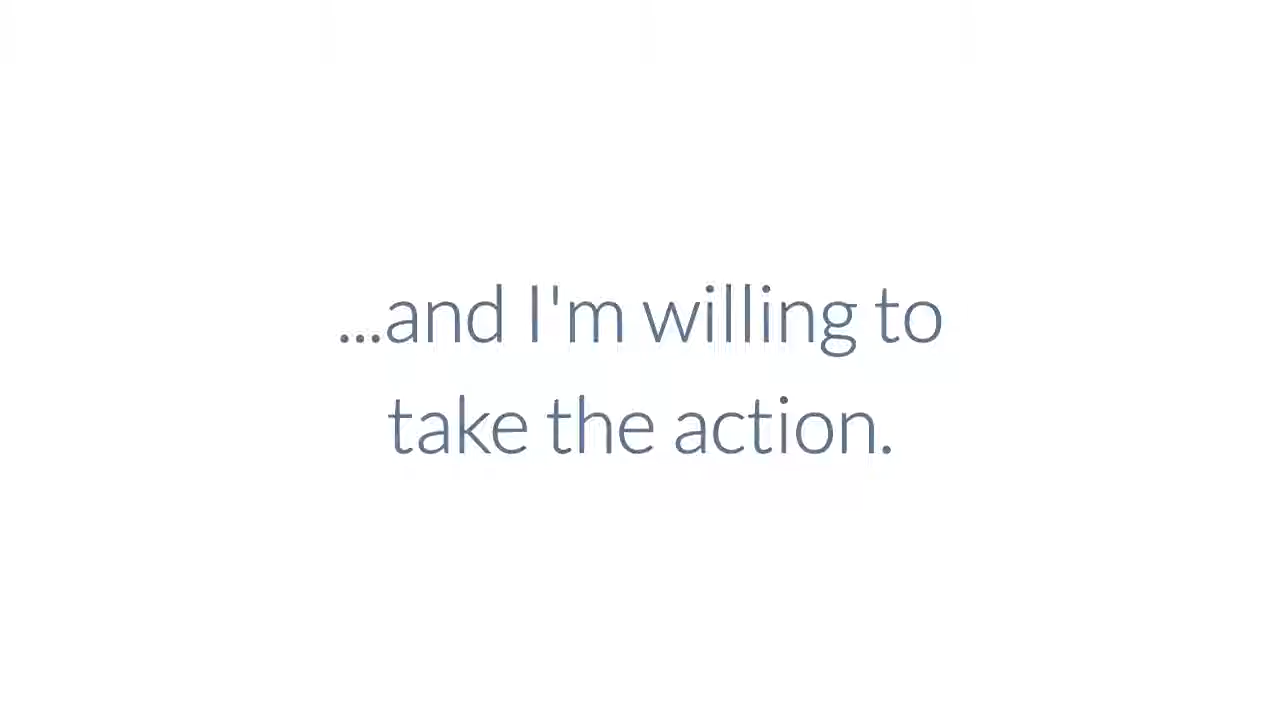 ...and I'm willing to
take the action.